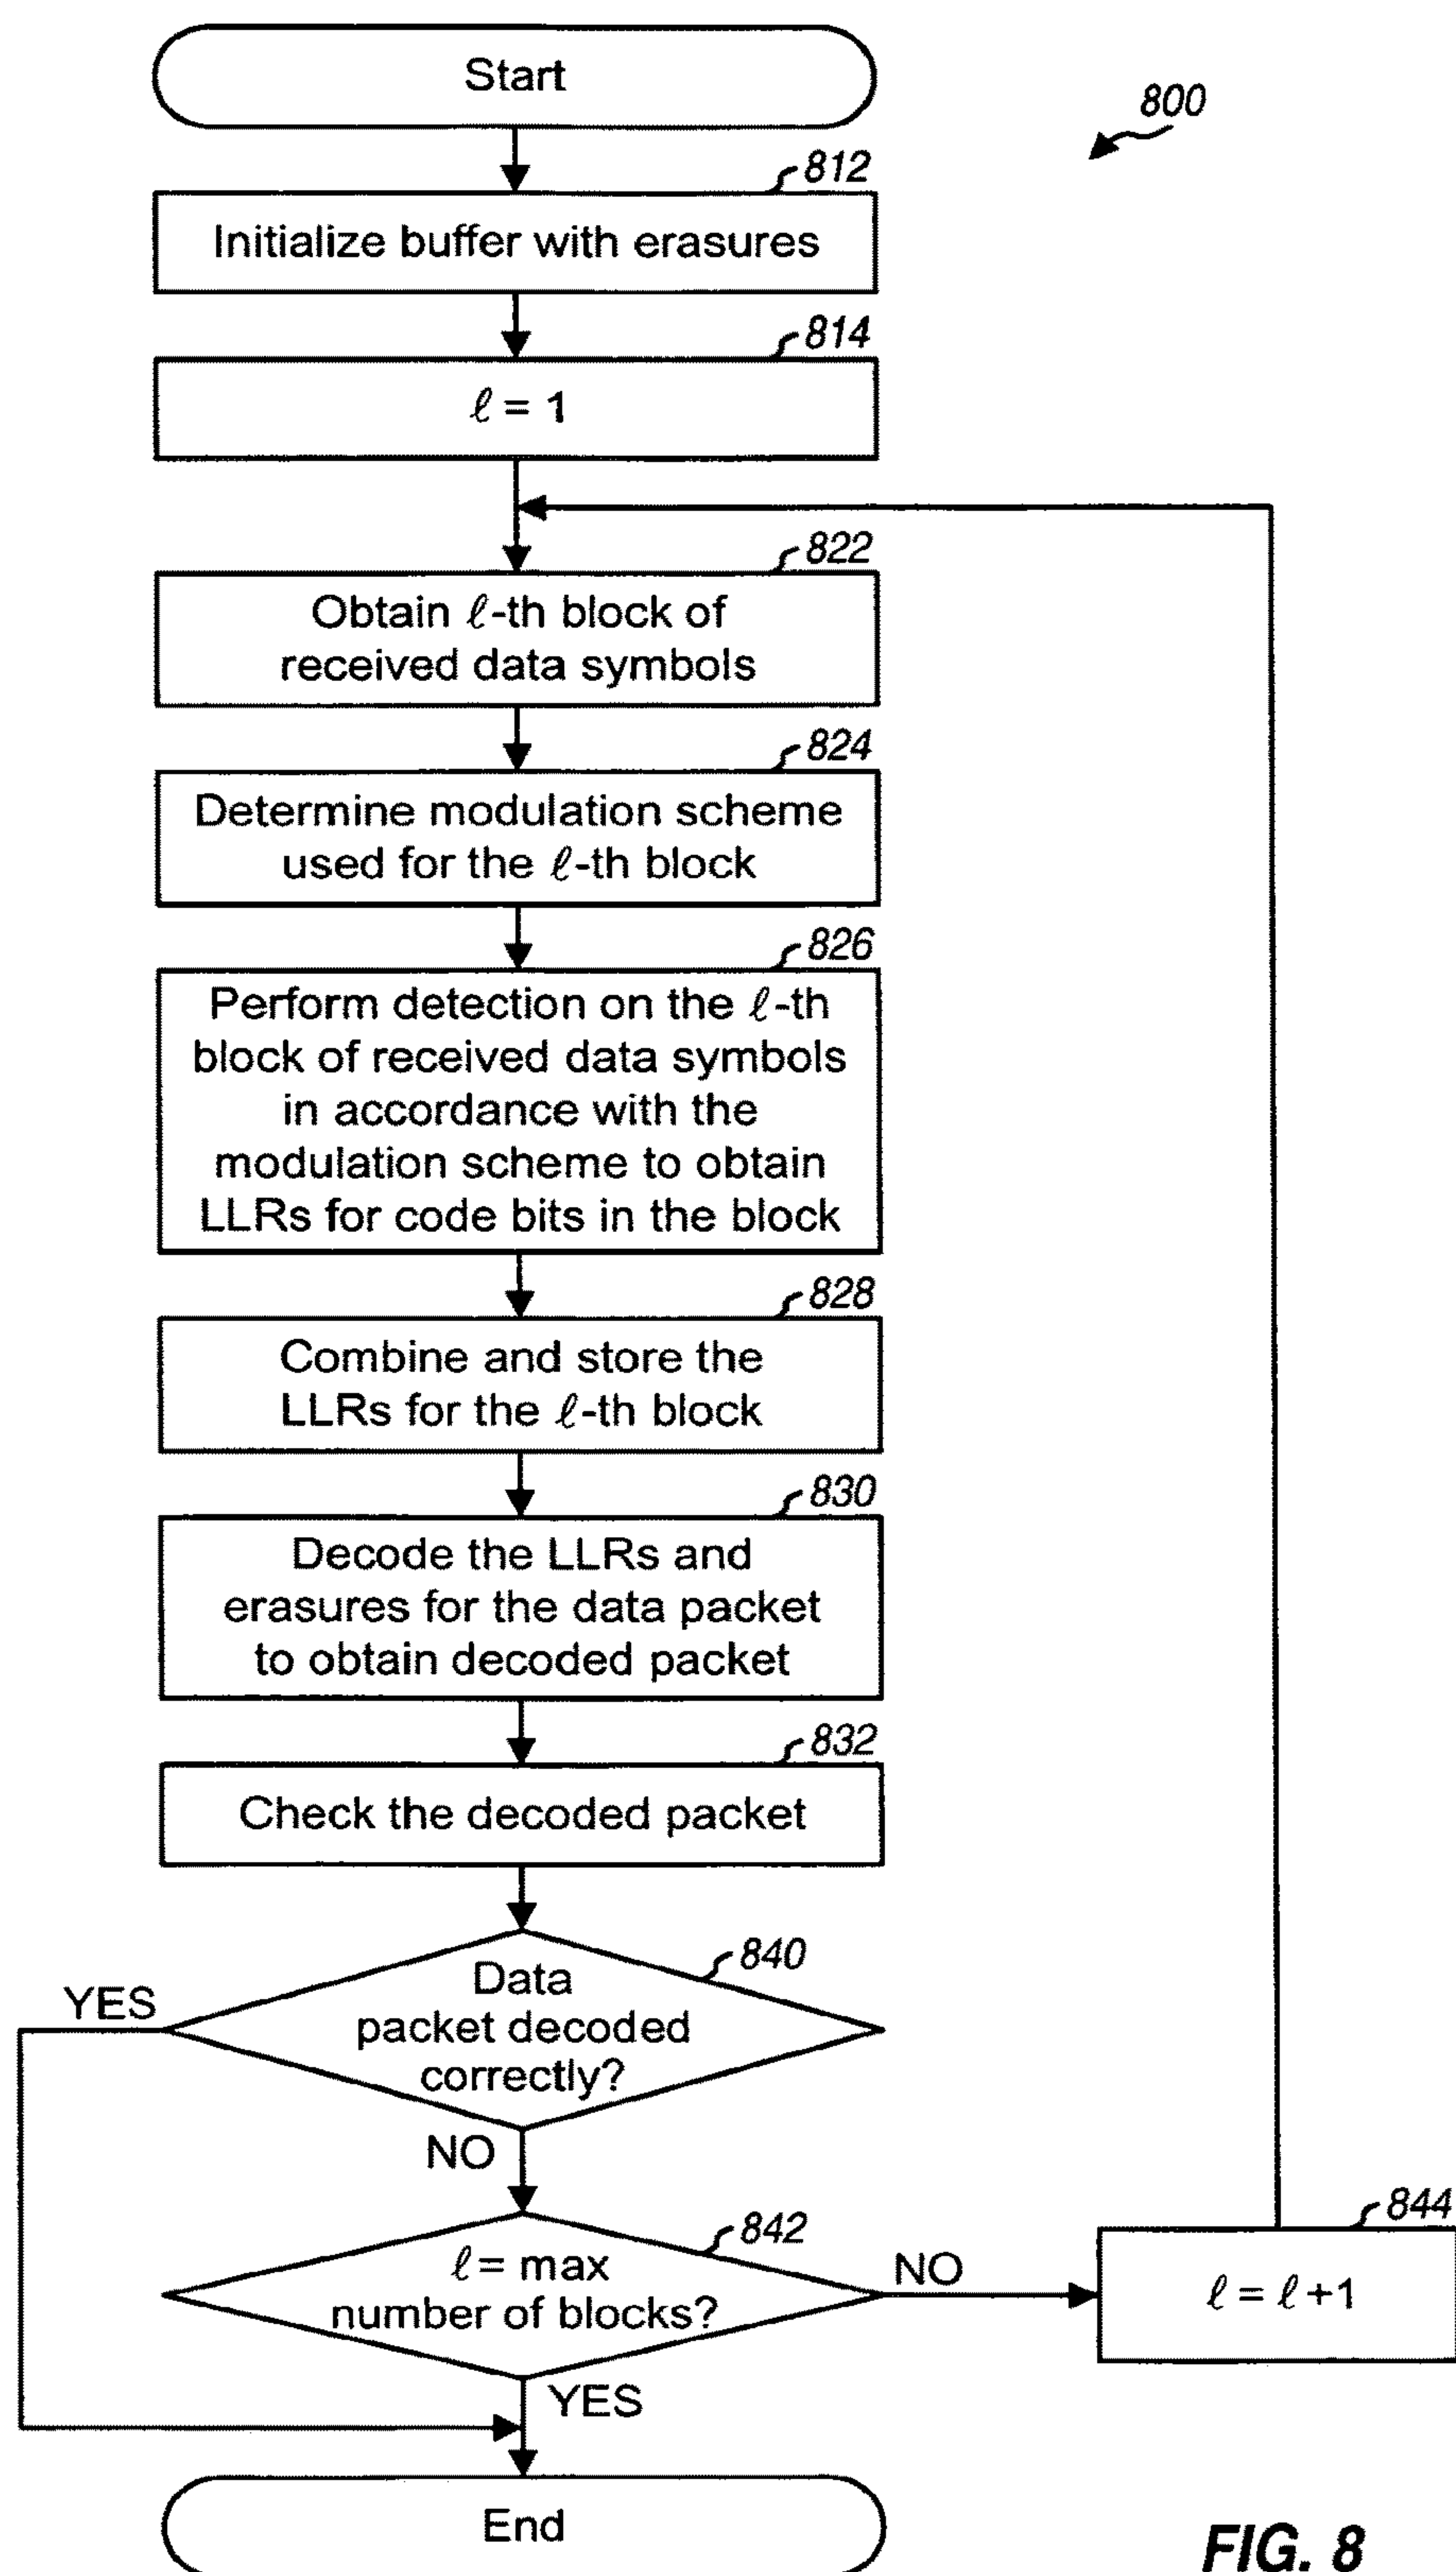 Start
800
812
Initialize buffer with erasures
814
ℓ = 1
822
Obtain ℓ-th block of
received data symbols
824
Determine modulation scheme
used for the ℓ-th block
826
Perform detection on the ℓ-th
block of received data symbols
in accordance with the
modulation scheme to obtain
LLRs for code bits in the block
828
Combine and store the
LLRs for the ℓ-th block
830
Decode the LLRs and
erasures for the data packet
to obtain decoded packet
832
Check the decoded packet
840
YES
Data
packet decoded
correctly?
NO
842
ℓ = max
number of blocks?
NO
844
ℓ = ℓ +1
YES
End
FIG. 8